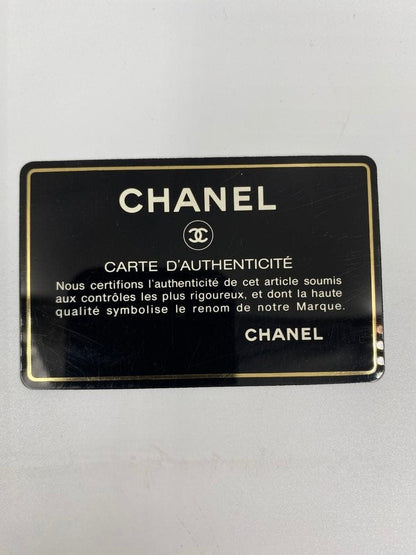 CHANEL
CARTE D'AUTHENTICITÉ
Nous certifions l'authenticité de cet article soumis
aux contrôles les plus rigoureux, et dont la haute
qualité symbolise le renom de notre Marque.
CHANEL